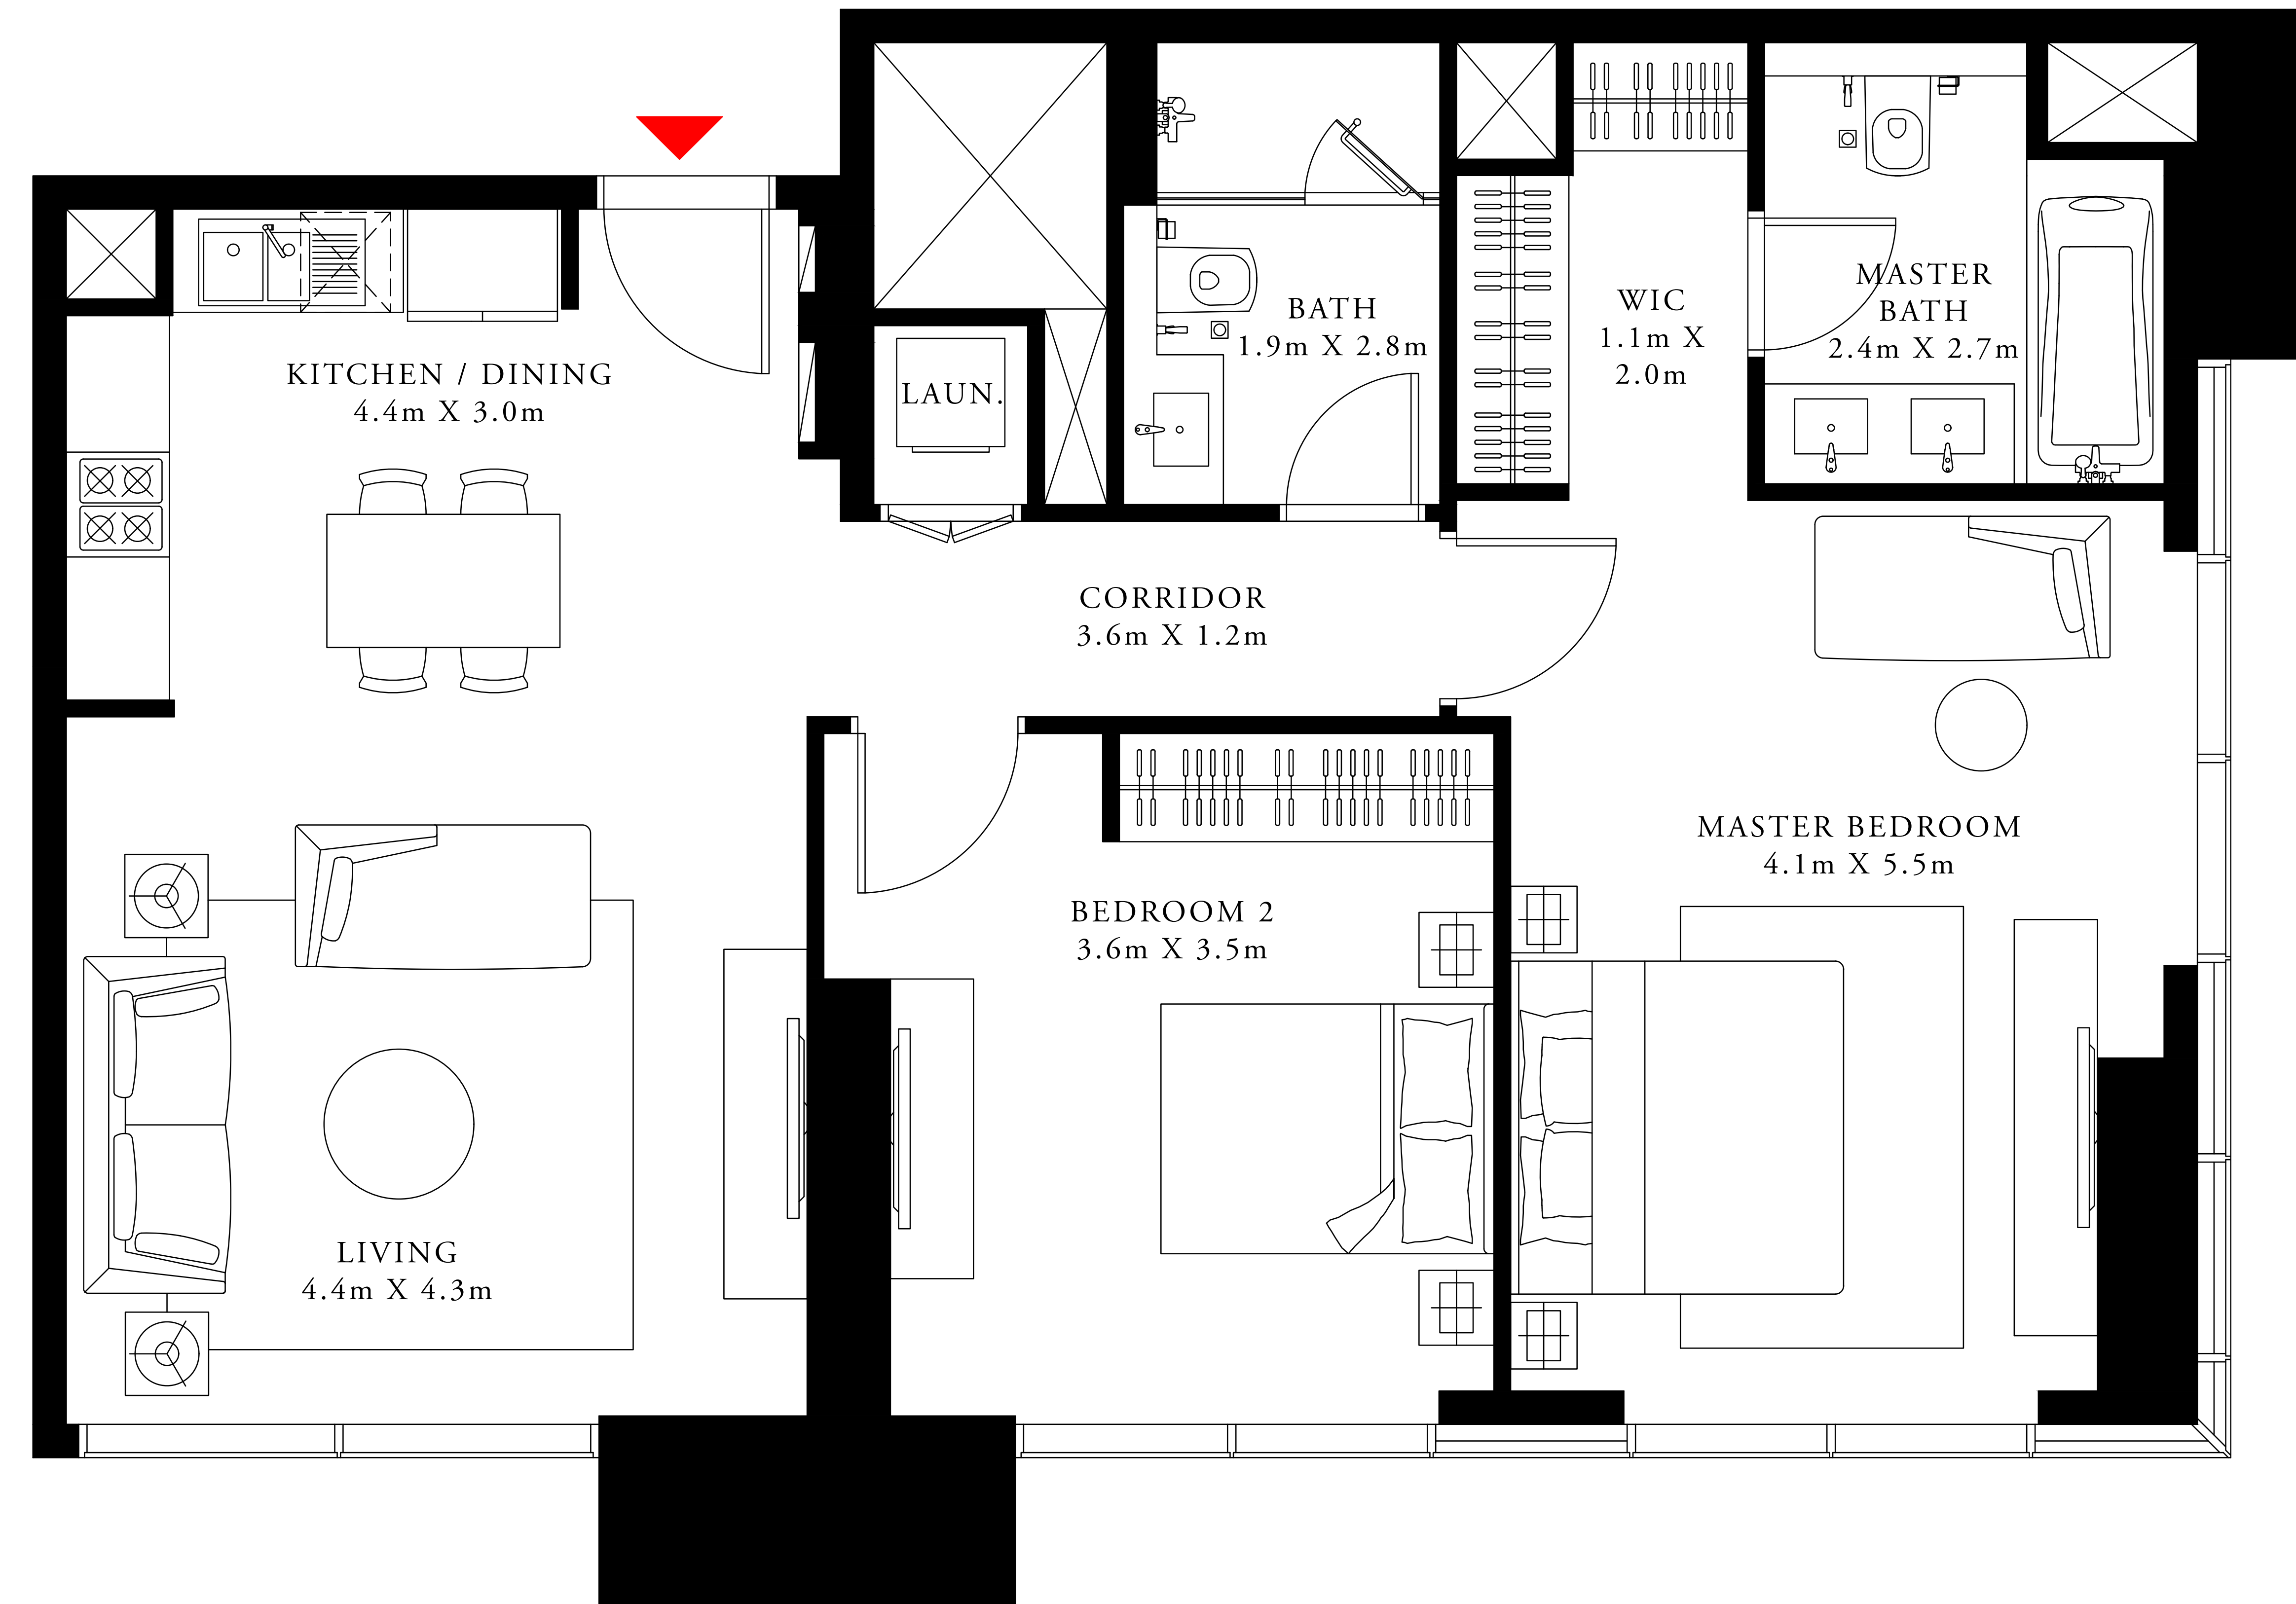 BATH
1.9m X 2.8m
WIC
1.1m X
2.0m
MASTER
BATH
2.4m X 2.7m
KITCHEN / DINING
4.4m X 3.0m
LAUN.
CORRIDOR
3.6m X 1.2m
MASTER BEDROOM
4.1m X 5.5m
BEDROOM 2
3.6m X 3.5m
LIVING
4.4m X 4.3m